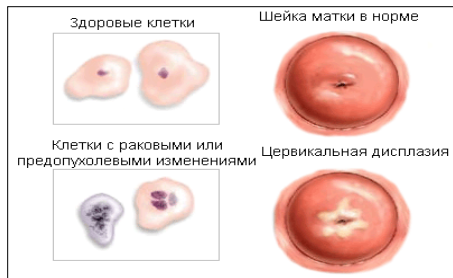 Здоровые клетки
Шейка матки в норме
Клетки с раковыми или
предопухолевыми изменениями
Цервикальная дисплазия